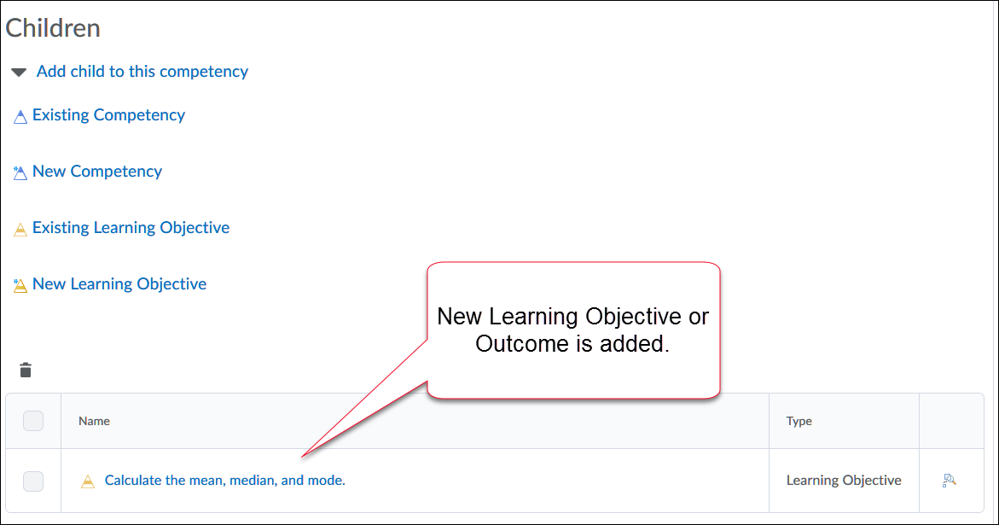 Children
Add child to this competency
Existing Competency
New Competency
Existing Learning Objective
New Learning Objective
New Learning Objective or
Outcome is added.
Name Type
Calculate the mean, median, and mode. Learning Objective